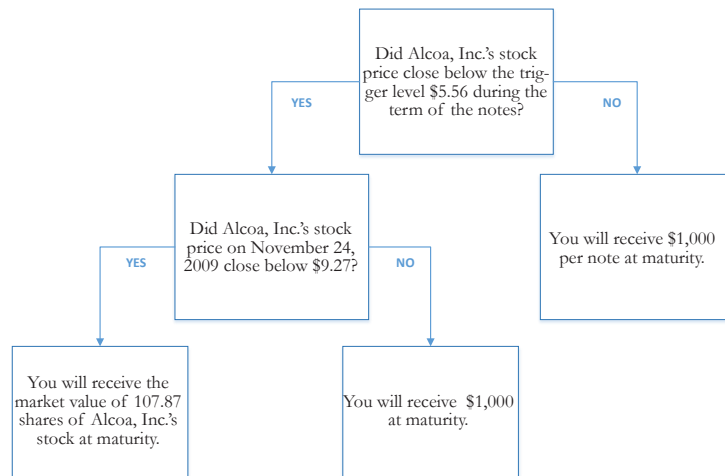 Did Alcoa, Inc.'s stock
price close below the trig-
ger level $5.56 during the
term of the notes?
YES
NO
Did Alcoa, Inc.'s stock
price on November 24,
2009 close below $9.27?
You will receive $1,000
per note at maturity.
YES
NO
You will receive the
market value of 107.87
shares of Alcoa, Inc.'s
stock at maturity.
You will receive $1,000
at maturity.